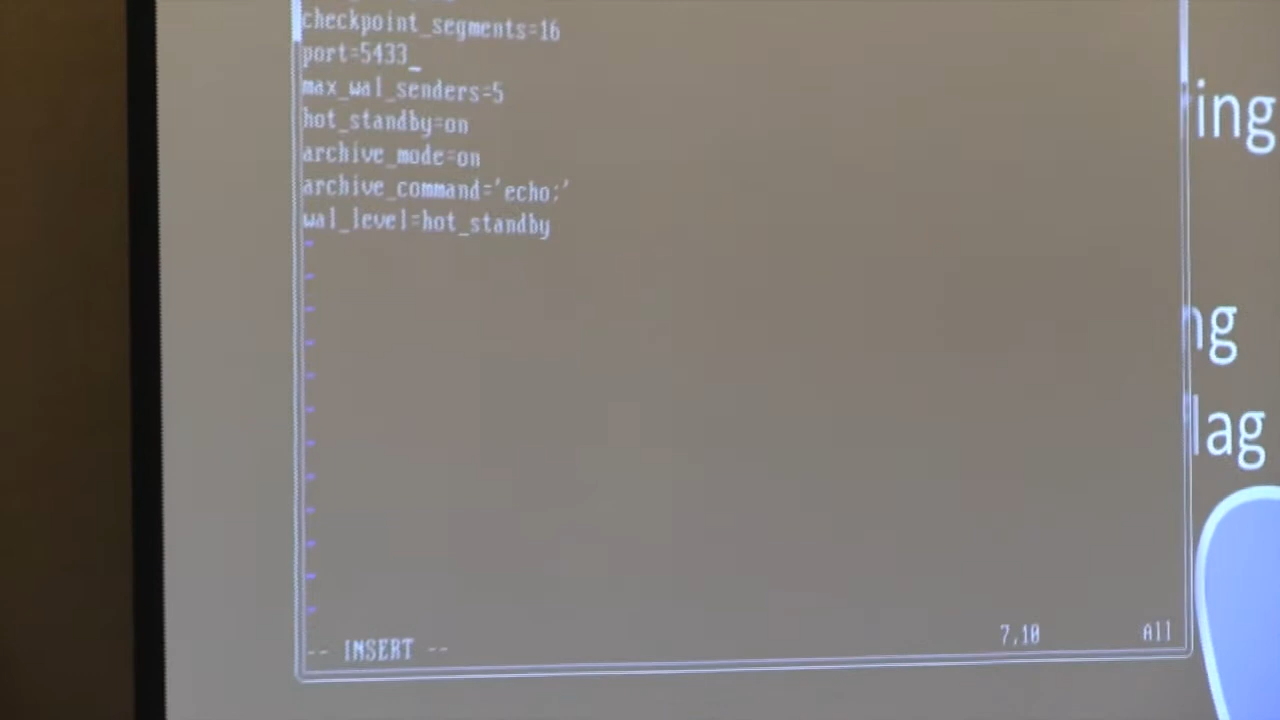 checkpoint_segments=16
port=5433_
max_wal_senders=5
hot_standby=on
archive_mode=on
archive_command='echo;'
wal_level=hot_standby
-- INSERT --
7,10
All
ing
ng
lag